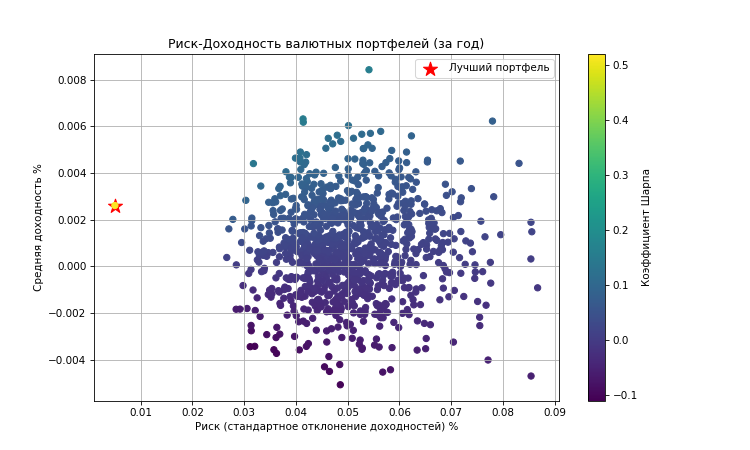 Риск-Доходность валютных портфелей (за год)
Лучший портфель
0.008
0.006
0.004
0.002
0.000
−0.002
−0.004
Средняя доходность %
0.01 0.02 0.03 0.04 0.05 0.06 0.07 0.08 0.09
Риск (стандартное отклонение доходностей) %
0.5
0.4
0.3
0.2
0.1
0.0
−0.1
Коэффициент Шарпа